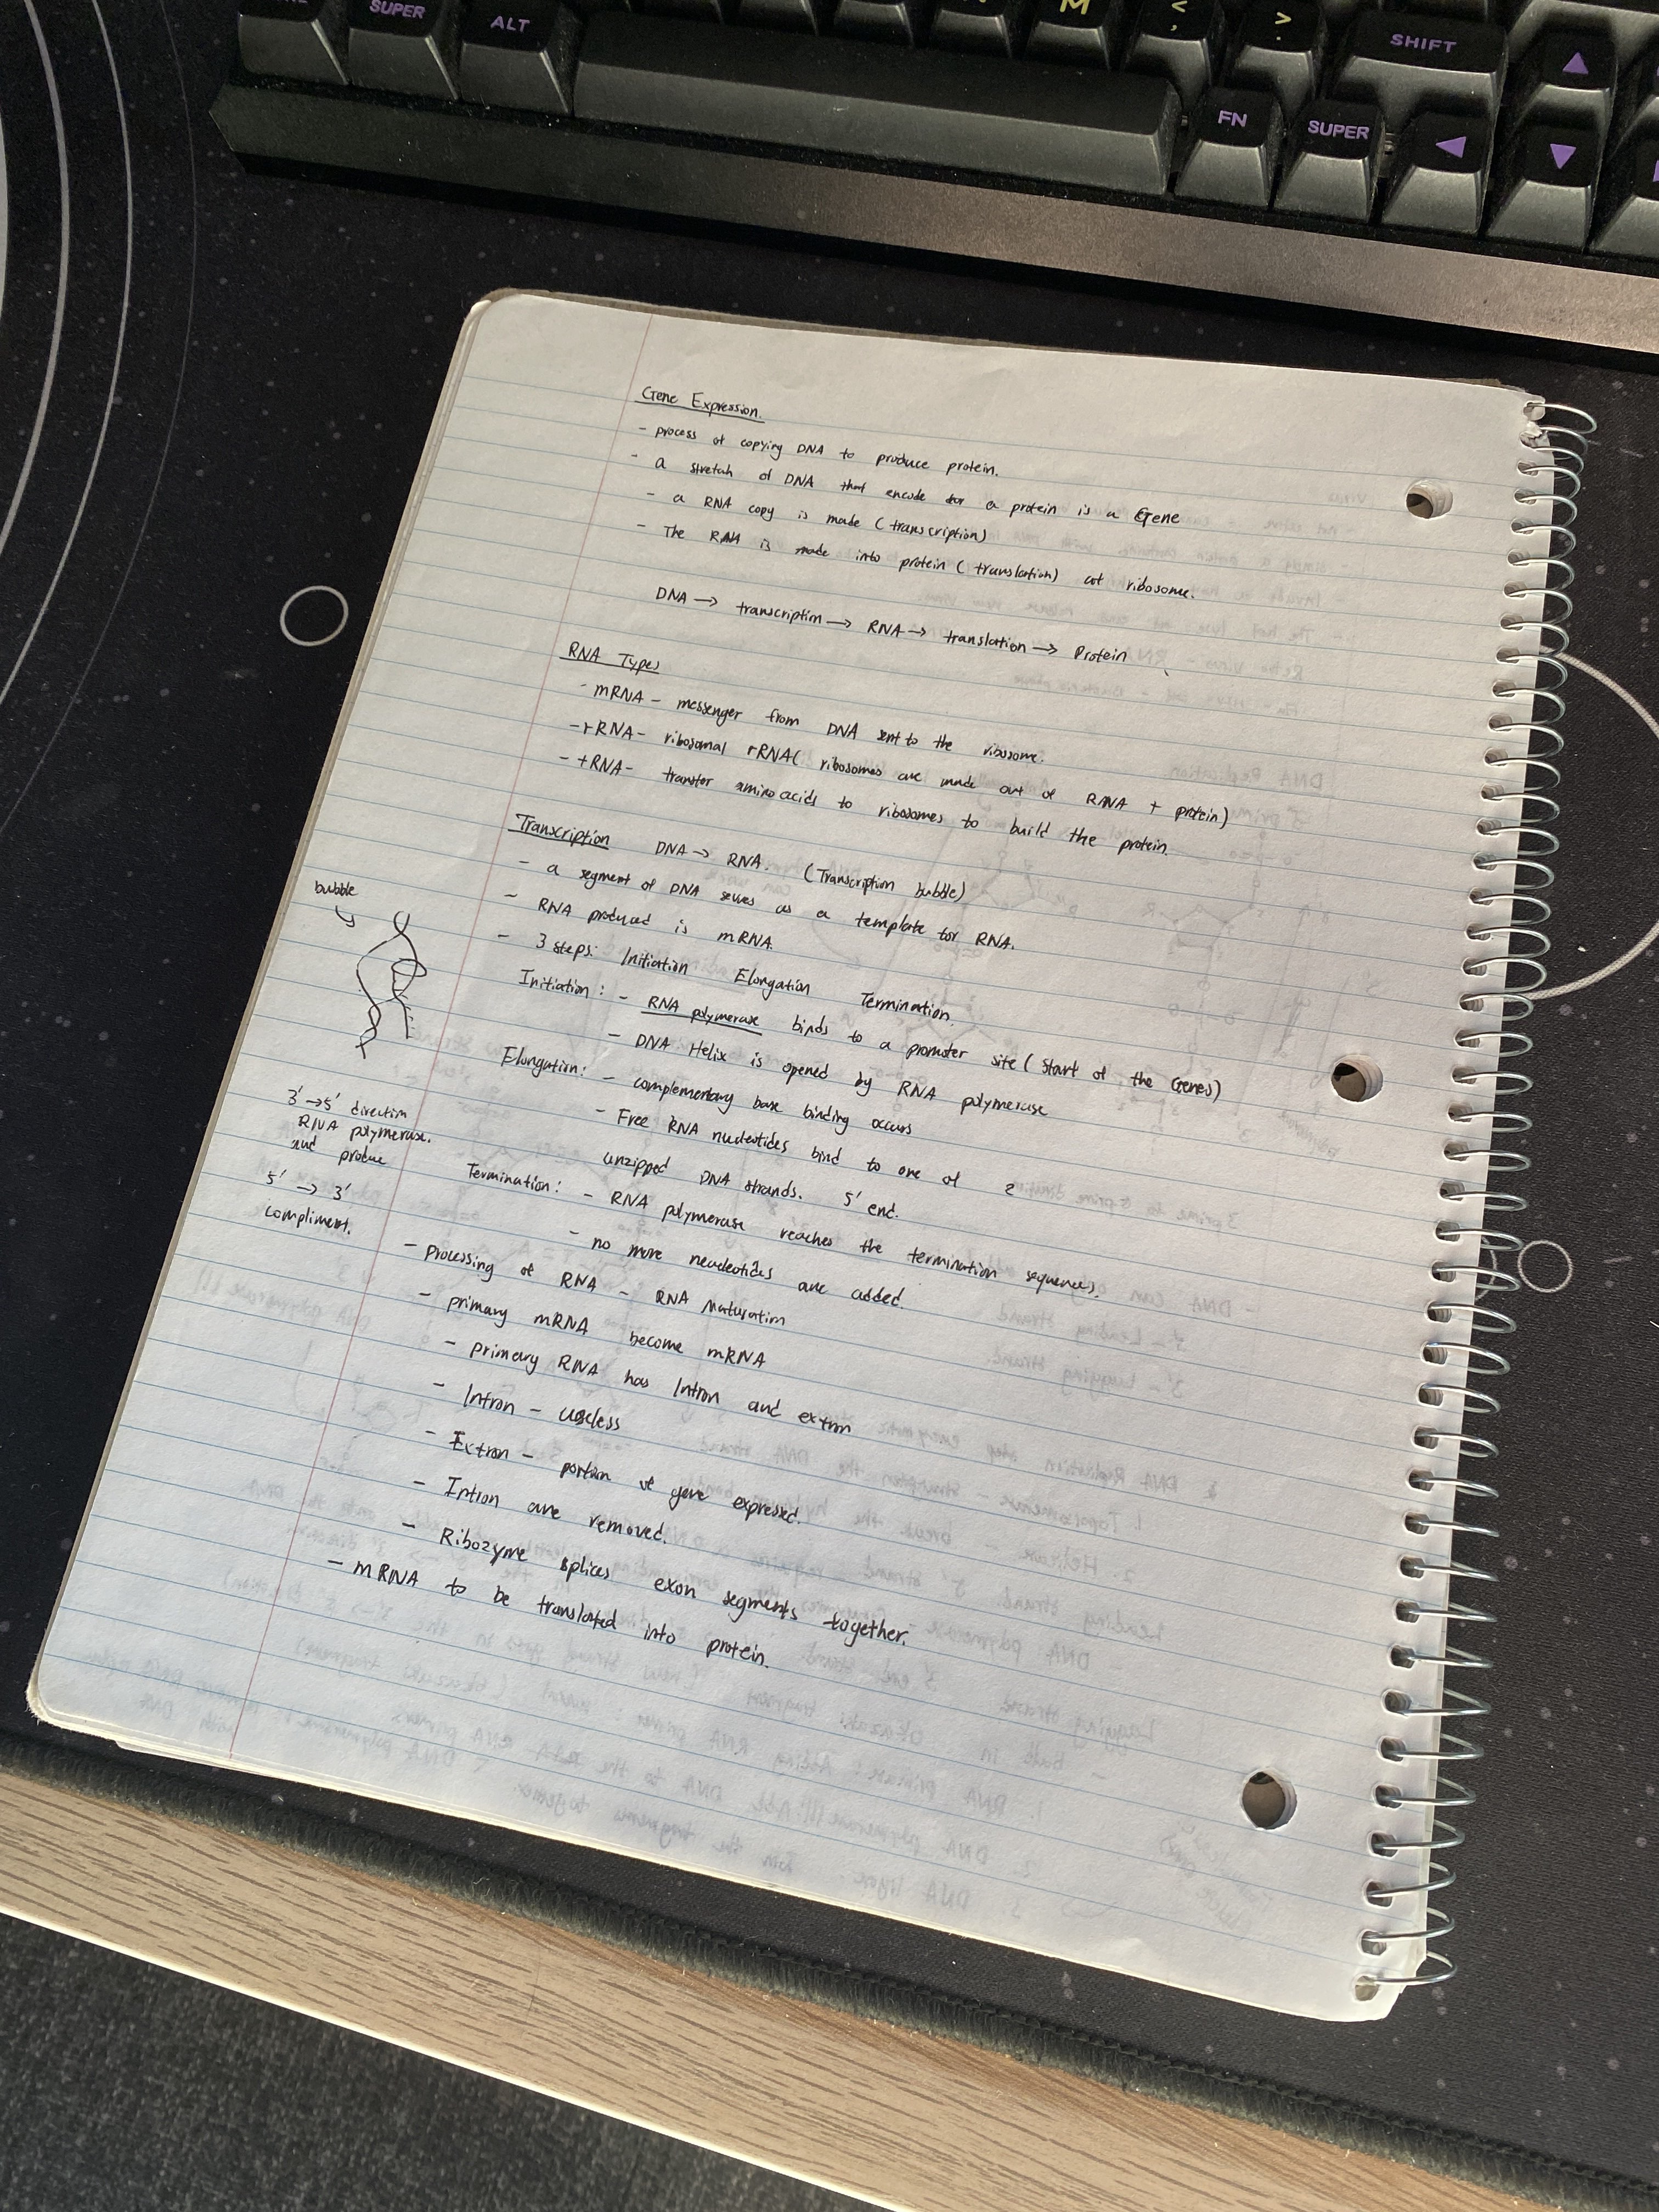 SUPER
ALT
M
<
,
>
.
SHIFT
FN
SUPER
Gene Expression.
- process of copying DNA to produce protein.
- a stretch of DNA that encode for a protein is a Gene
- a RNA copy is made (transcription)
- The RNA is made into protein (translation) at ribosome.
DNA → transcription → RNA → translation → Protein
RNA Types
- mRNA - messenger from DNA sent to the ribosome.
- rRNA - ribosomal rRNA( ribosomes are made out of RNA + protein)
- tRNA - transfer amino acids to ribosomes to build the protein.
Transcription DNA → RNA. (Transcription bubble)
- a segment of DNA serves as a template for RNA.
- RNA produced is mRNA
- 3 steps: Initiation Elongation Termination.
Initiation: - RNA polymerase binds to a promoter site (start of the Genes)
- DNA Helix is opened by RNA polymerase
Elongation: - complementary base binding occurs
- Free RNA nucleotides bind to one of 2
unzipped DNA strands. 5' end.
Termination: - RNA polymerase reaches the termination sequences.
- no more neucleotides are added.
- Processing of RNA - RNA Maturation
- primary mRNA become mRNA
- primary RNA has Intron and extron
- Intron - useless
- Extron - portion of gene expressed.
- Intron are removed.
- Ribozyme splices exon segments together.
- mRNA to be translated into protein.
bubble
3' → 5' direction
RNA polymerase.
and produe
5' → 3'
compliment.